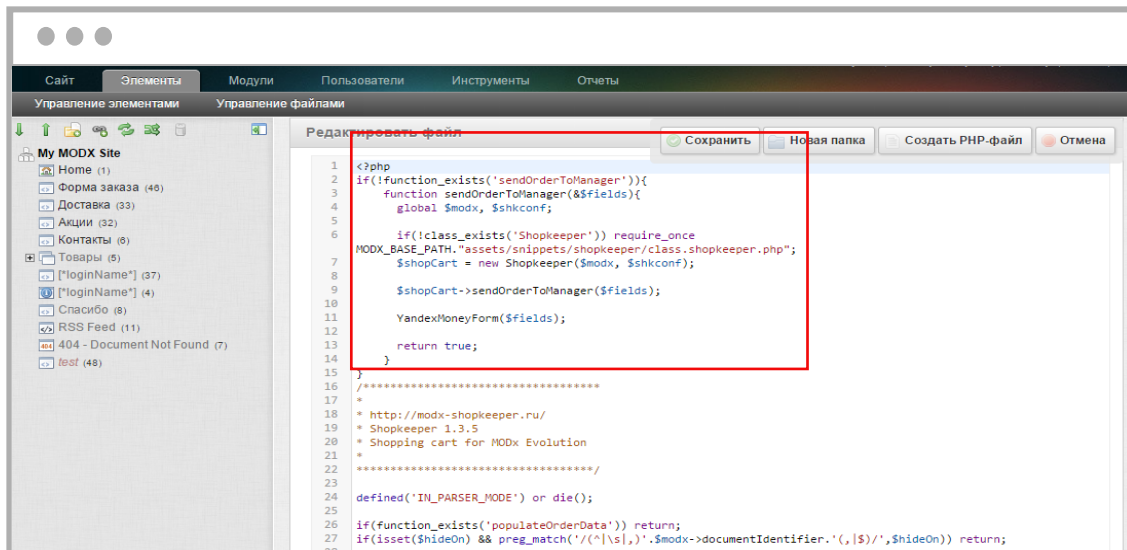 Сайт Элементы Модули Пользователи Инструменты Отчеты
Управление элементами Управление файлами
My MODX Site
Home (1)
Форма заказа (46)
Доставка (33)
Акции (32)
Контакты (6)
Товары (5)
[*loginName*] (37)
[*loginName*] (4)
Спасибо (8)
RSS Feed (11)
404 - Document Not Found (7)
test (48)
Редактировать файл
Сохранить Новая папка Создать PHP-файл Отмена
1 <?php
2 if(!function_exists('sendOrderToManager')){
3 function sendOrderToManager(&$fields){
4 global $modx, $shkconf;
5
6 if(!class_exists('Shopkeeper')) require_once
MODX_BASE_PATH."assets/snippets/shopkeeper/class.shopkeeper.php";
7 $shopCart = new Shopkeeper($modx, $shkconf);
8
9 $shopCart->sendOrderToManager($fields);
10
11 YandexMoneyForm($fields);
12
13 return true;
14 }
15 }
16 /***********************************
17 *
18 * http://modx-shopkeeper.ru/
19 * Shopkeeper 1.3.5
20 * Shopping cart for MODx Evolution
21 *
22 ***********************************/
23
24 defined('IN_PARSER_MODE') or die();
25
26 if(function_exists('populateOrderData')) return;
27 if(isset($hideOn) && preg_match('/(^|\s|,)'.$modx->documentIdentifier.'(,|$)/',$hideOn)) return;